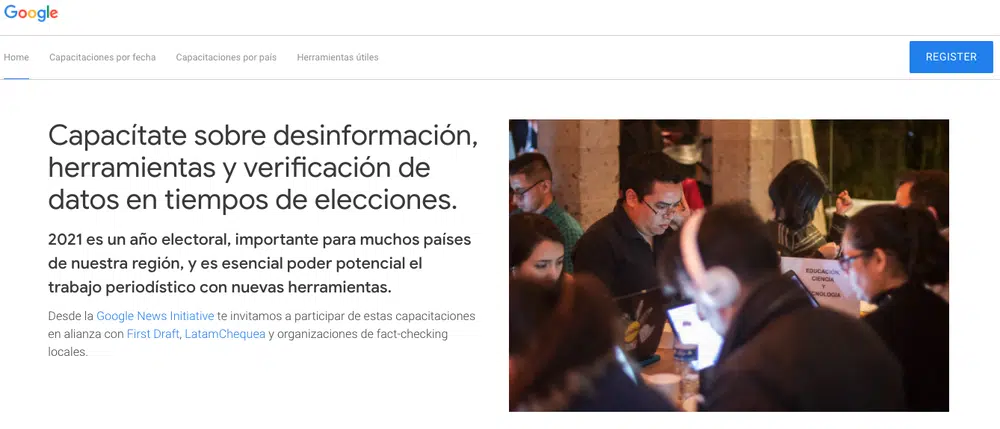 Google
Home Capacitaciones por fecha Capacitaciones por país Herramientas útiles REGISTER
Capacítate sobre desinformación,
herramientas y verificación de
datos en tiempos de elecciones.
2021 es un año electoral, importante para muchos países
de nuestra región, y es esencial poder potencial el
trabajo periodístico con nuevas herramientas.
Desde la Google News Initiative te invitamos a participar de estas capacitaciones
en alianza con First Draft, LatamChequea y organizaciones de fact-checking
locales.
EDUCACIÓN,
CIENCIA
Y
TECNOLOGÍA